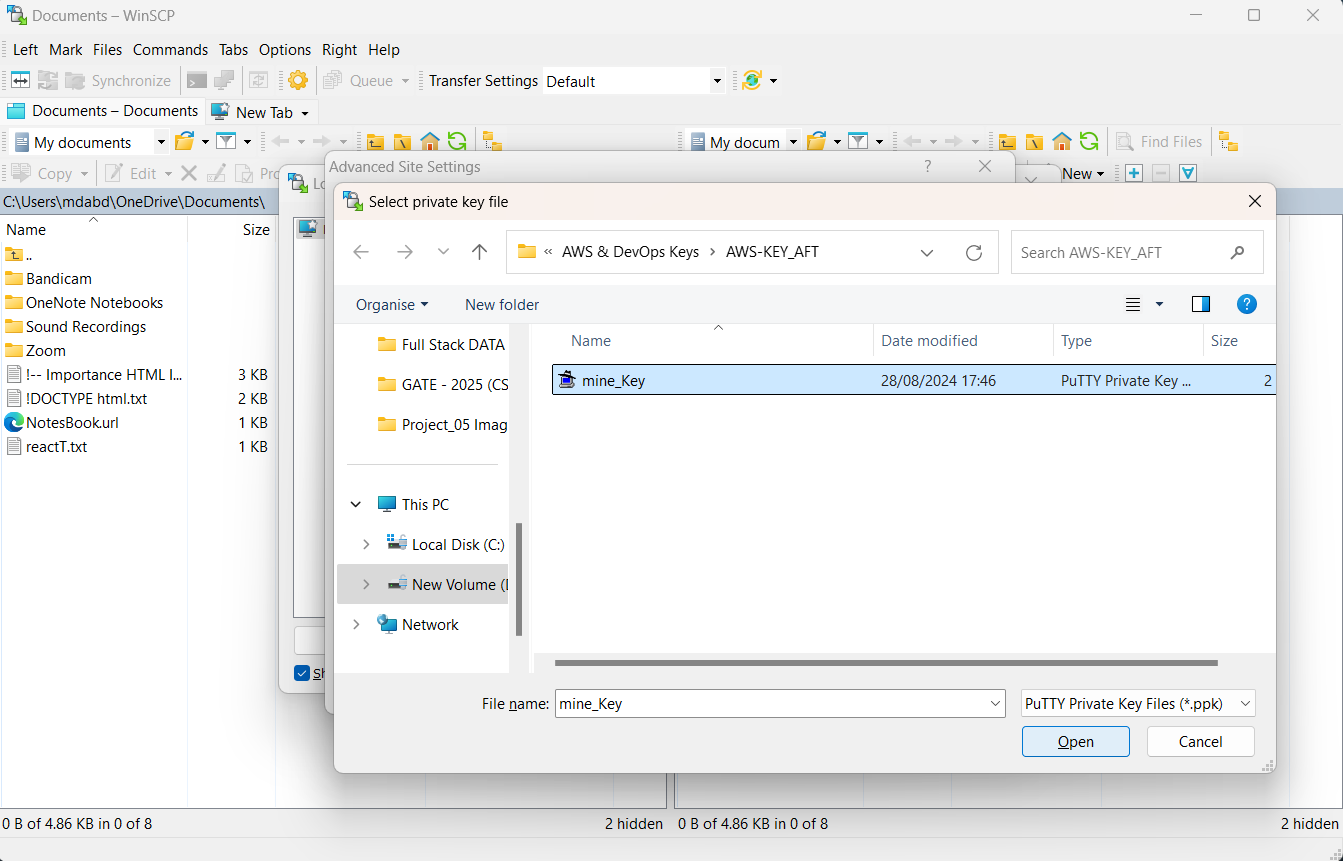 Documents – WinSCP
Left Mark Files Commands Tabs Options Right Help
Synchronize Queue Transfer Settings Default
Documents – Documents New Tab
My documents My docum Find Files
Copy Edit New
Advanced Site Settings ?
C:\Users\mdabd\OneDrive\Documents\
Name Size
..
Bandicam
OneNote Notebooks
Sound Recordings
Zoom
!-- Importance HTML I... 3 KB
!DOCTYPE html.txt 2 KB
NotesBook.url 1 KB
reactT.txt 1 KB
Select private key file
« AWS & DevOps Keys > AWS-KEY_AFT
Search AWS-KEY_AFT
Organise New folder
Full Stack DATA
GATE - 2025 (CS
Project_05 Imag
This PC
Local Disk (C:)
New Volume (
Network
Name Date modified Type Size
mine_Key 28/08/2024 17:46 PuTTY Private Key ... 2
File name: mine_Key PuTTY Private Key Files (*.ppk)
Open Cancel
0 B of 4.86 KB in 0 of 8 2 hidden 0 B of 4.86 KB in 0 of 8 2 hidden